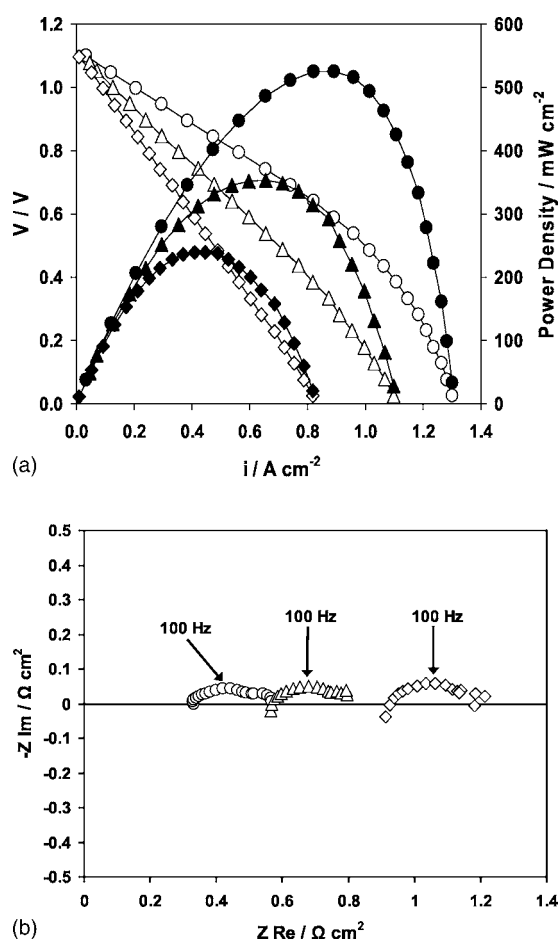 1.2
1.0
0.8
0.6
0.4
0.2
0.0
V / V
600
500
400
300
200
100
0
Power Density / mW cm-2
0.0 0.2 0.4 0.6 0.8 1.0 1.2 1.4
i / A cm-2
(a)
0.5
0.4
0.3
0.2
0.1
0
-0.1
-0.2
-0.3
-0.4
-0.5
-Z Im / Ω cm2
100 Hz
100 Hz
100 Hz
0 0.2 0.4 0.6 0.8 1 1.2 1.4
Z Re / Ω cm2
(b)